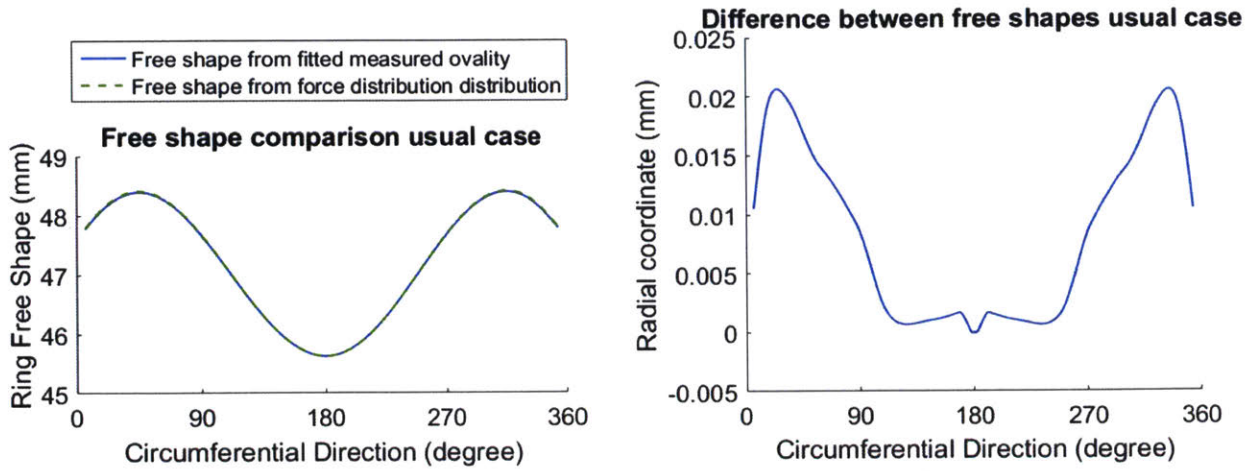 Free shape from fitted measured ovality
Free shape from force distribution distribution
Free shape comparison usual case
Ring Free Shape (mm)
49
48
47
46
45
0
90
180
270
360
Circumferential Direction (degree)
Difference between free shapes usual case
Radial coordinate (mm)
0.025
0.02
0.015
0.01
0.005
0
-0.005
0
90
180
270
360
Circumferential Direction (degree)